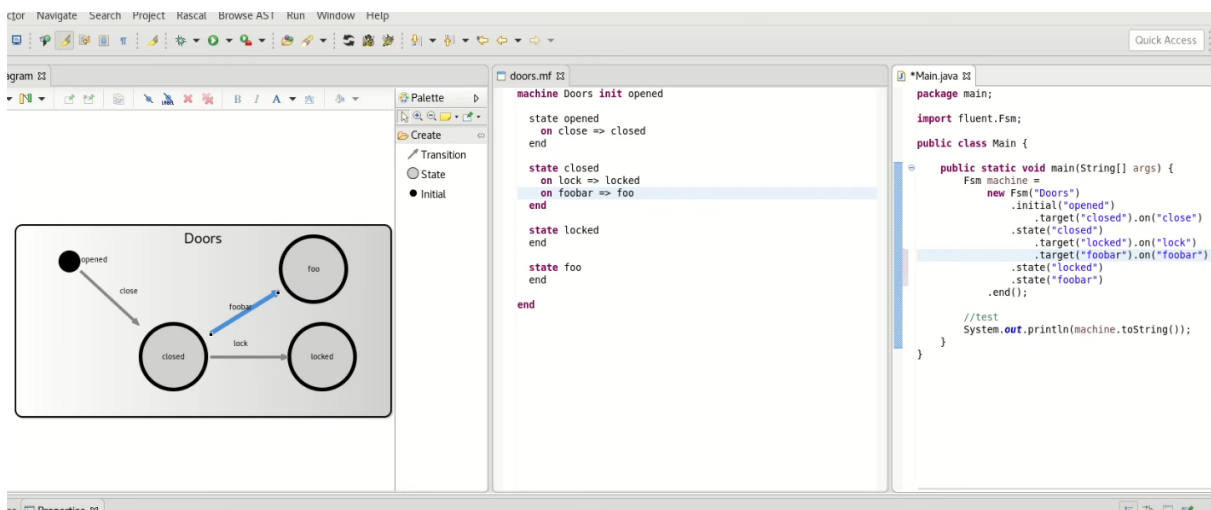 ctor Navigate Search Project Rascal Browse AST Run Window Help
Quick Access
agram
B I A
Palette
Create
Transition
State
Initial
Doors
opened
close
foo
foobar
lock
closed
locked
doors.mf
machine Doors init opened
state opened
on close => closed
end
state closed
on lock => locked
on foobar => foo
end
state locked
end
state foo
end
end
*Main.java
package main;
import fluent.Fsm;
public class Main {
public static void main(String[] args) {
Fsm machine =
new Fsm("Doors")
.initial("opened")
.target("closed").on("close")
.state("closed")
.target("locked").on("lock")
.target("foobar").on("foobar")
.state("locked")
.state("foobar")
.end();
//test
System.out.println(machine.toString());
}
}
Properties